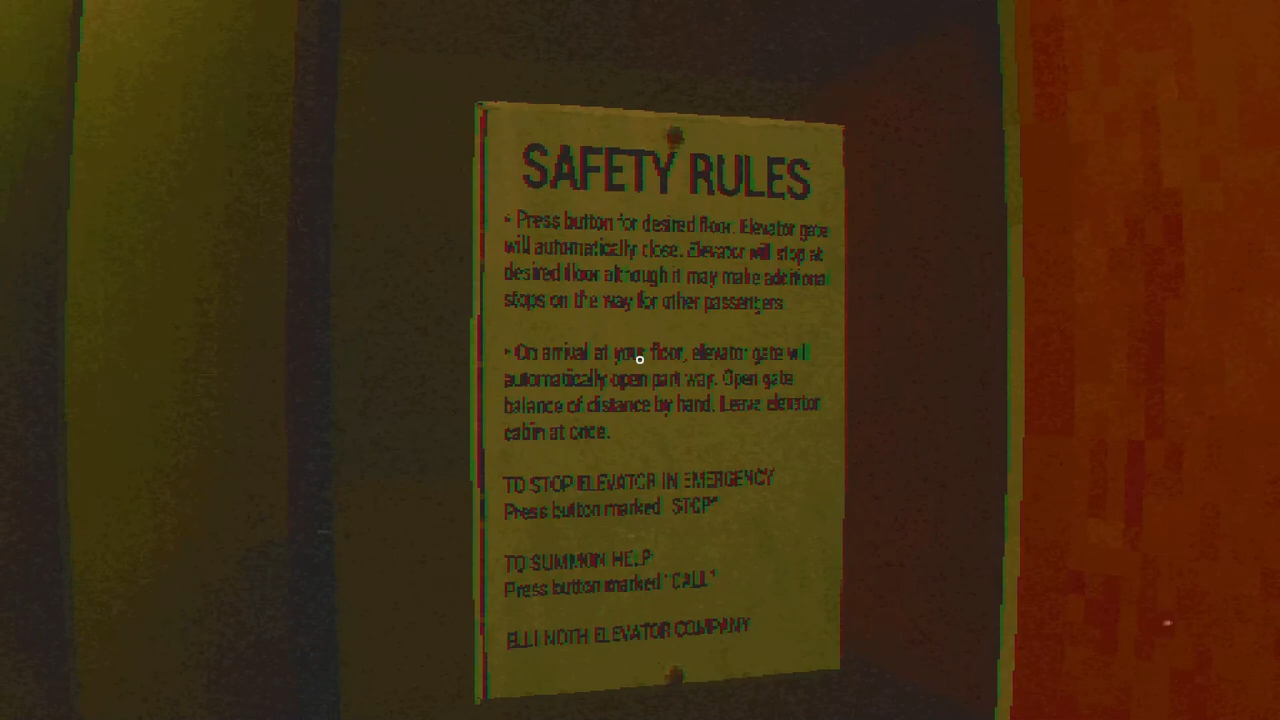 SAFETY RULES
• Press button for desired floor. Elevator gate
will automatically close. Elevator will stop at
desired floor although it may make additional
stops on the way for other passengers.
• On arrival at your floor, elevator gate will
automatically open part way. Open gate
balance of distance by hand. Leave elevator
cabin at once.
TO STOP ELEVATOR IN EMERGENCY
Press button marked "STOP"
TO SUMMON HELP
Press button marked "CALL"
ELLI NOTH ELEVATOR COMPANY